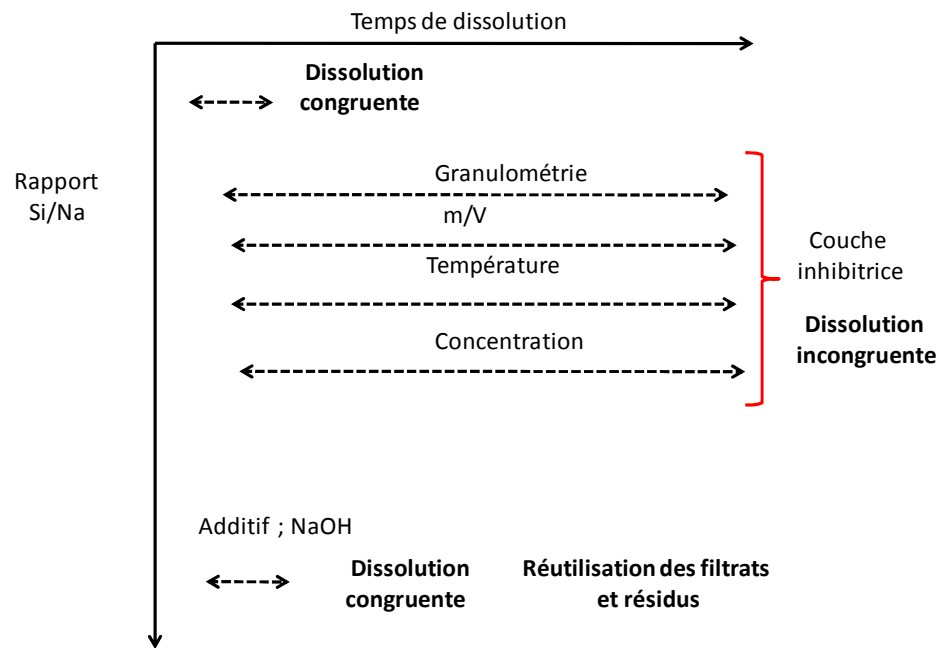 Temps de dissolution
Dissolution
congruente
Rapport
Si/Na
Granulométrie
m/V
Température
Concentration
Couche
inhibitrice
Dissolution
incongruente
Additif ; NaOH
Dissolution
congruente
Réutilisation des filtrats
et résidus